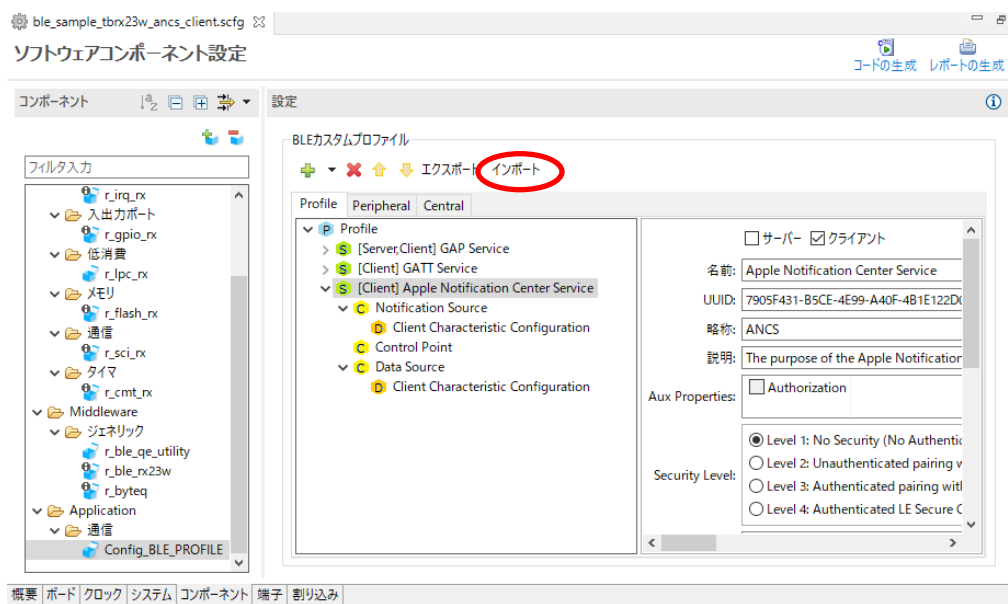 ble_sample_tbrx23w_ancs_client.scfg
ソフトウェアコンポーネント設定
コードの生成 レポートの生成
コンポーネント
設定
フィルタ入力
r_irq_rx
入出力ポート
r_gpio_rx
低消費
r_lpc_rx
メモリ
r_flash_rx
通信
r_sci_rx
タイマ
r_cmt_rx
Middleware
ジェネリック
r_ble_qe_utility
r_ble_rx23w
r_byteq
Application
通信
Config_BLE_PROFILE
BLEカスタムプロファイル
エクスポート インポート
Profile Peripheral Central
Profile
[Server,Client] GAP Service
[Client] GATT Service
[Client] Apple Notification Center Service
Notification Source
Client Characteristic Configuration
Control Point
Data Source
Client Characteristic Configuration
サーバー クライアント
名前: Apple Notification Center Service
UUID: 7905F431-B5CE-4E99-A40F-4B1E122D
略称: ANCS
説明: The purpose of the Apple Notification
Aux Properties: Authorization
Security Level:
Level 1: No Security (No Authentic
Level 2: Unauthenticated pairing
Level 3: Authenticated pairing with
Level 4: Authenticated LE Secure
概要 ボード クロック システム コンポーネント 端子 割り込み